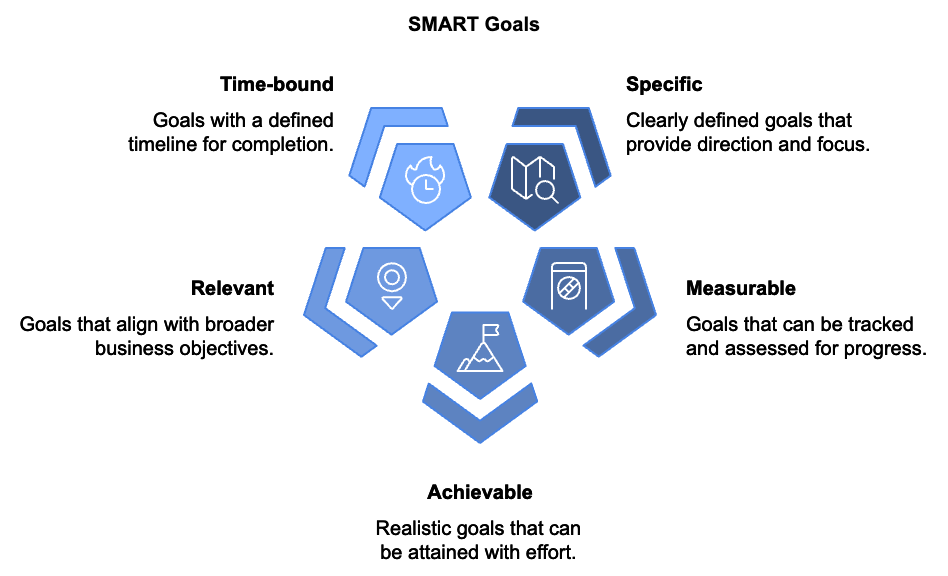 SMART Goals
Specific
Clearly defined goals that
provide direction and focus.
Measurable
Goals that can be tracked
and assessed for progress.
Achievable
Realistic goals that can
be attained with effort.
Relevant
Goals that align with broader
business objectives.
Time-bound
Goals with a defined
timeline for completion.